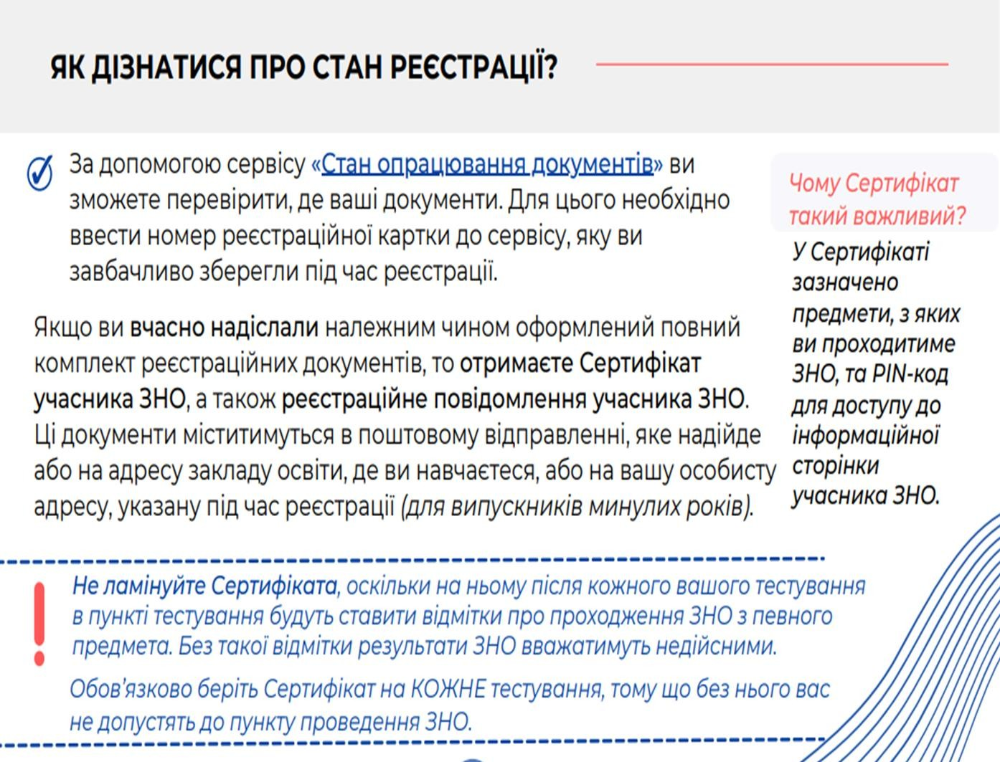 ЯК ДІЗНАТИСЯ ПРО СТАН РЕЄСТРАЦІЇ?
За допомогою сервісу «Стан опрацювання документів» ви
зможете перевірити, де ваші документи. Для цього необхідно
ввести номер реєстраційної картки до сервісу, яку ви
завбачливо зберегли під час реєстрації.
Якщо ви вчасно надіслали належним чином оформлений повний
комплект реєстраційних документів, то отримаєте Сертифікат
учасника ЗНО, а також реєстраційне повідомлення учасника ЗНО.
Ці документи міститимуться в поштовому відправленні, яке надійде
або на адресу закладу освіти, де ви навчаєтеся, або на вашу особисту
адресу, указану під час реєстрації (для випускників минулих років).
Чому Сертифікат
такий важливий?
У Сертифікаті
зазначено
предмети, з яких
ви проходитиме
ЗНО, та PIN-код
для доступу до
інформаційної
сторінки
учасника ЗНО.
Не ламінуйте Сертифіката, оскільки на ньому після кожного вашого тестування
в пункті тестування будуть ставити відмітки про проходження ЗНО з певного
предмета. Без такої відмітки результати ЗНО вважатимуть недійсними.
Обов'язково беріть Сертифікат на КОЖНЕ тестування, тому що без нього вас
не допустять до пункту проведення ЗНО.